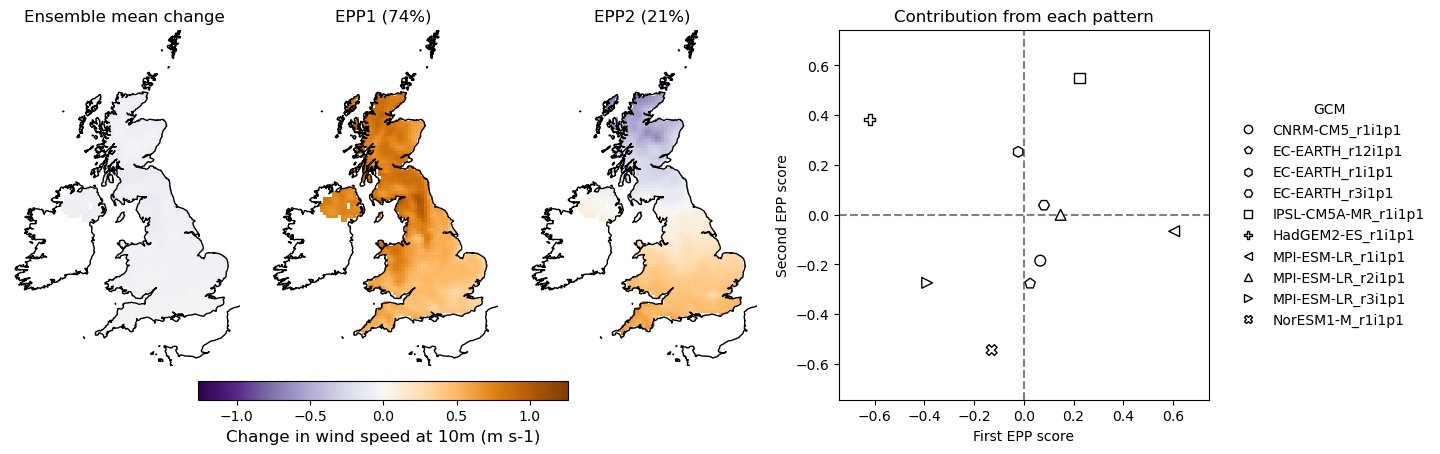 Ensemble mean change
EPP1 (74%)
EPP2 (21%)
Contribution from each pattern
−1.0 −0.5 0.0 0.5 1.0
Change in wind speed at 10m (m s-1)
Second EPP score
0.6
0.4
0.2
0.0
−0.2
−0.4
−0.6
−0.6 −0.4 −0.2 0.0 0.2 0.4 0.6
First EPP score
GCM
CNRM-CM5_r1i1p1
EC-EARTH_r12i1p1
EC-EARTH_r1i1p1
EC-EARTH_r3i1p1
IPSL-CM5A-MR_r1i1p1
HadGEM2-ES_r1i1p1
MPI-ESM-LR_r1i1p1
MPI-ESM-LR_r2i1p1
MPI-ESM-LR_r3i1p1
NorESM1-M_r1i1p1